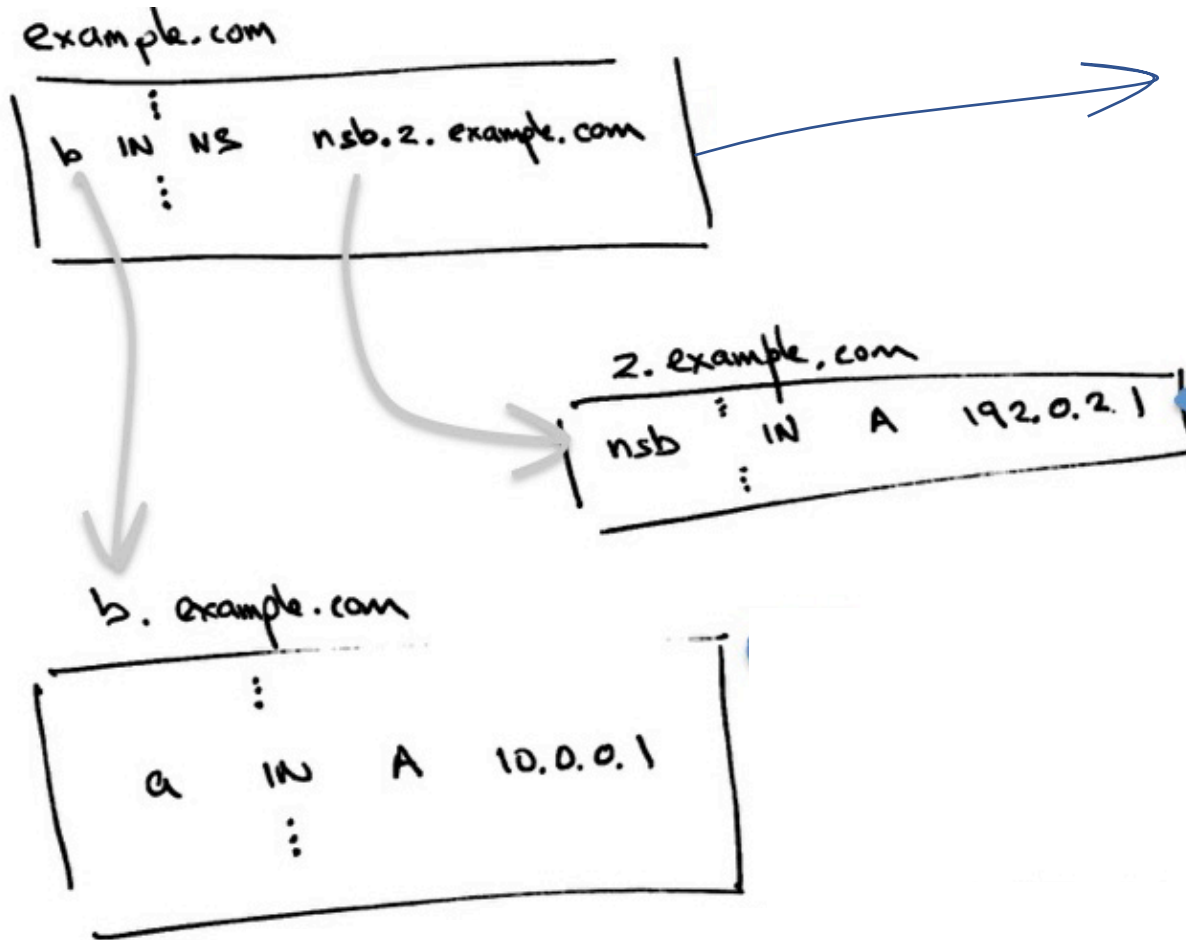 example.com
⋮
b IN NS nsb.z.example.com
⋮
z.example.com
⋮
nsb IN A 192.0.2.1
⋮
b.example.com
⋮
a IN A 10.0.0.1
⋮